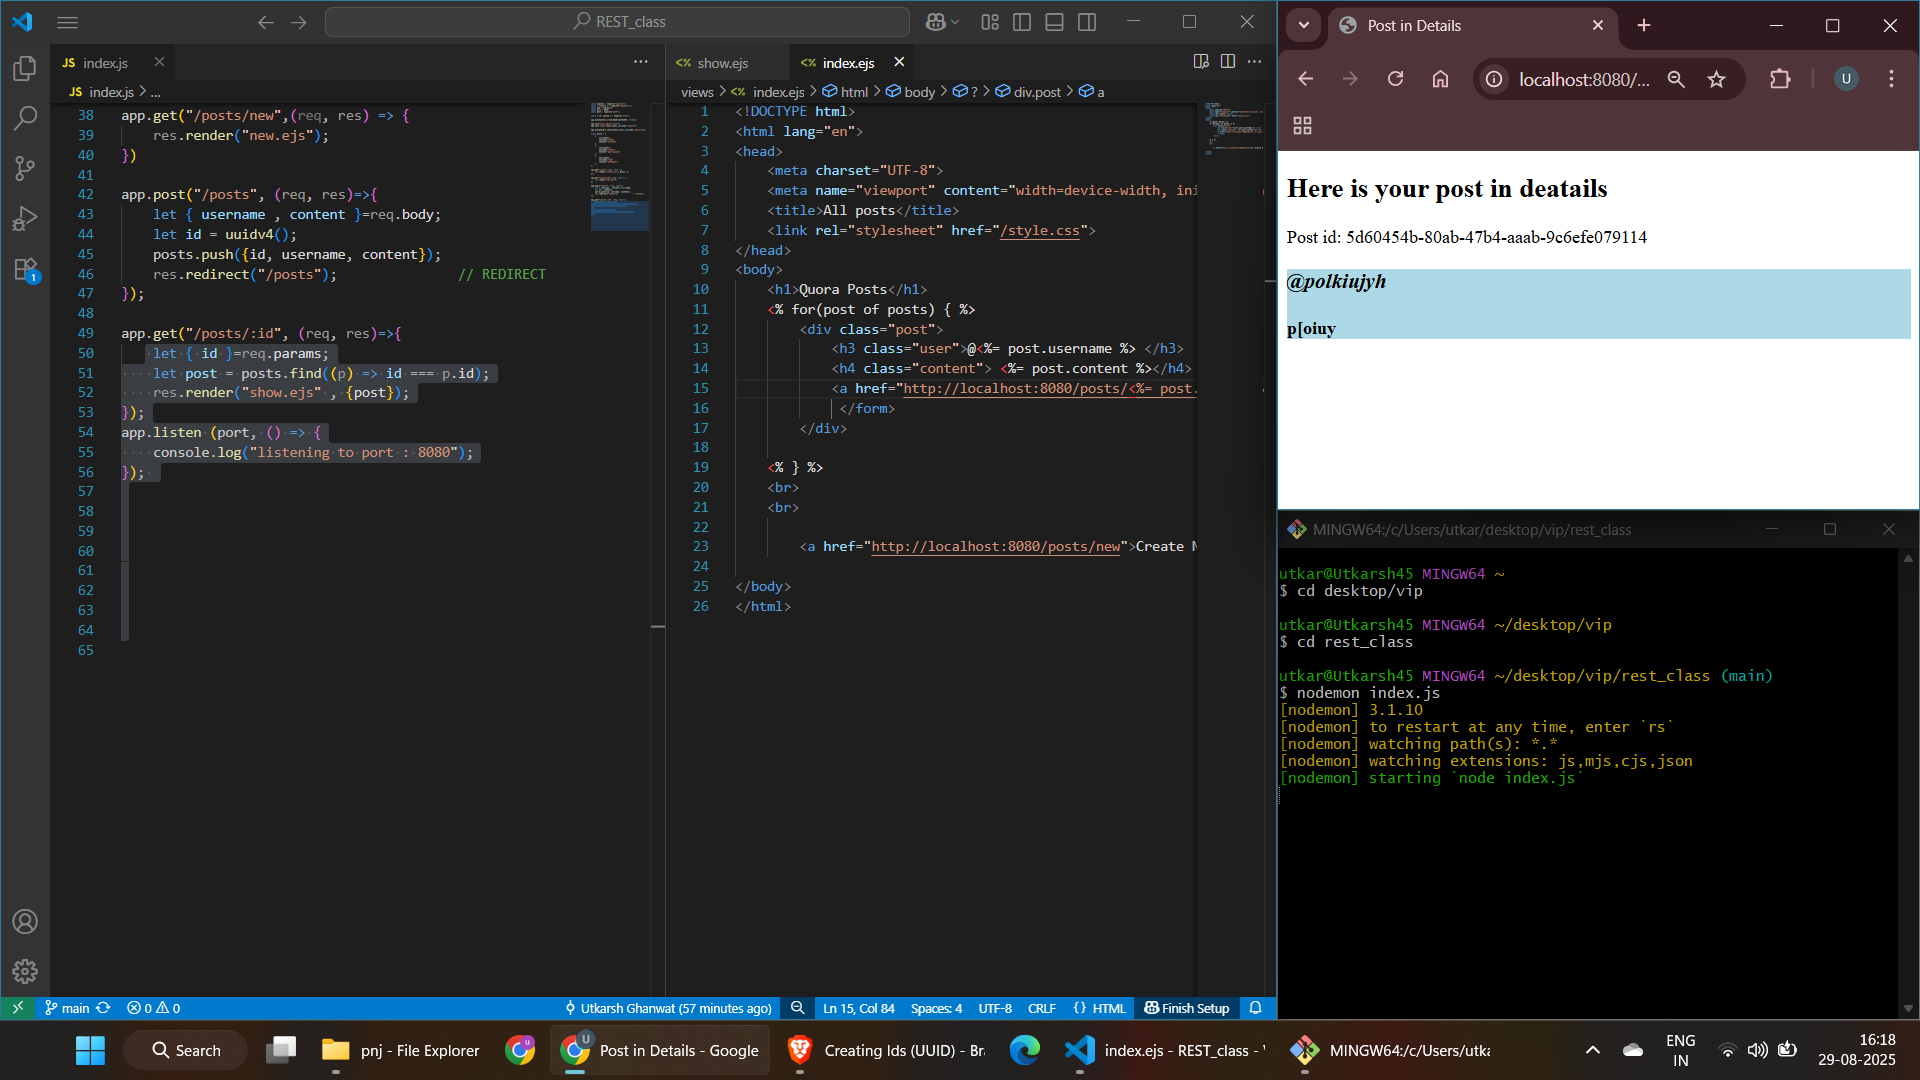 REST_class
JS index.js
index.js > ...
38 app.get("/posts/new",(req, res) => {
39 res.render("new.ejs");
40 })
41
42 app.post("/posts", (req, res)=>{
43 let { username , content }=req.body;
44 let id = uuidv4();
45 posts.push({id, username, content});
46 res.redirect("/posts"); // REDIRECT
47 });
48
49 app.get("/posts/:id", (req, res)=>{
50 let { id }=req.params;
51 let post = posts.find((p) => id === p.id);
52 res.render("show.ejs" , {post});
53 });
54 app.listen (port, () => {
55 console.log("listening to port : 8080");
56 });
57
58
59
60
61
62
63
64
65
<% show.ejs
<% index.ejs
views > <% index.ejs > html > body > ? > div.post > a
1 <!DOCTYPE html>
2 <html lang="en">
3 <head>
4 <meta charset="UTF-8">
5 <meta name="viewport" content="width=device-width, ini
6 <title>All posts</title>
7 <link rel="stylesheet" href="/style.css">
8 </head>
9 <body>
10 <h1>Quora Posts</h1>
11 <% for(post of posts) { %>
12 <div class="post">
13 <h3 class="user">@<%= post.username %> </h3>
14 <h4 class="content"> <%= post.content %></h4>
15 <a href="http://localhost:8080/posts/<%= post.
16 </form>
17 </div>
18
19 <% } %>
20 <br>
21 <br>
22
23 <a href="http://localhost:8080/posts/new">Create N
24
25 </body>
26 </html>
1
main
0 0
Utkarsh Ghanwat (57 minutes ago)
Ln 15, Col 84
Spaces: 4
UTF-8
CRLF
{} HTML
Finish Setup
Post in Details
localhost:8080/...
U
Here is your post in deatails
Post id: 5d60454b-80ab-47b4-aaab-9c6efe079114
@polkiujyh
p[oiuy
MINGW64:/c/Users/utkar/desktop/vip/rest_class
utkar@Utkarsh45 MINGW64 ~
$ cd desktop/vip
utkar@Utkarsh45 MINGW64 ~/desktop/vip
$ cd rest_class
utkar@Utkarsh45 MINGW64 ~/desktop/vip/rest_class (main)
$ nodemon index.js
[nodemon] 3.1.10
[nodemon] to restart at any time, enter `rs`
[nodemon] watching path(s): *.*
[nodemon] watching extensions: js,mjs,cjs,json
[nodemon] starting `node index.js`
Search
pnj - File Explorer
U
Post in Details - Google
Creating Ids (UUID) - Bra
index.ejs - REST_class - V
MINGW64:/c/Users/utka
ENG
IN
16:18
29-08-2025